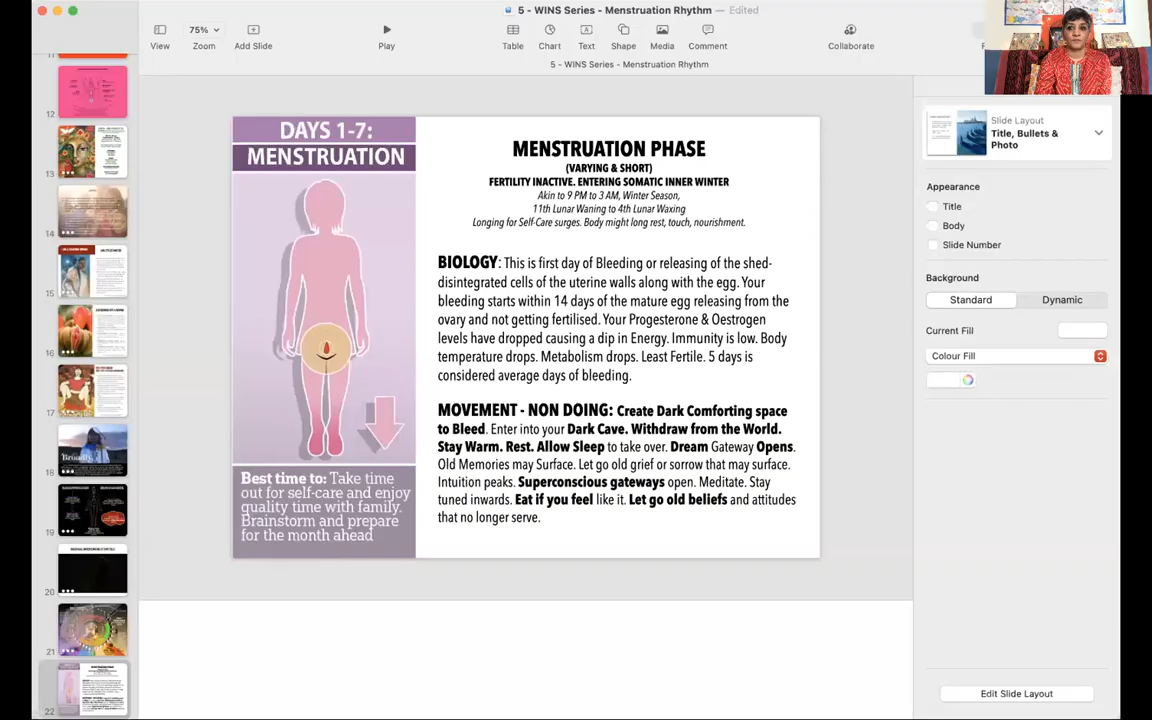 5 - WINS Series - Menstruation Rhythm — Edited
75%
View
Zoom
Add Slide
Play
Table
Chart
Text
Shape
Media
Comment
Collaborate
5 - WINS Series - Menstruation Rhythm
12
13
14
15
16
17
18
19
20
21
22
DAYS 1-7:
MENSTRUATION
Best time to: Take time
out for self-care and enjoy
quality time with family.
Brainstorm and prepare
for the month ahead
MENSTRUATION PHASE
(VARYING & SHORT)
FERTILITY INACTIVE. ENTERING SOMATIC INNER WINTER
Akin to 9 PM to 3 AM, Winter Season,
11th Lunar Waning to 4th Lunar Waxing
Longing for Self-Care surges. Body might long rest, touch, nourishment.
BIOLOGY: This is first day of Bleeding or releasing of the shed-
disintegrated cells of the uterine walls along with the egg. Your
bleeding starts within 14 days of the mature egg releasing from the
ovary and not getting fertilised. Your Progesterone & Oestrogen
levels have dropped causing a dip in Energy. Immunity is low. Body
temperature drops. Metabolism drops. Least Fertile. 5 days is
considered average days of bleeding.
MOVEMENT - NON DOING: Create Dark Comforting space
to Bleed. Enter into your Dark Cave. Withdraw from the World.
Stay Warm. Rest. Allow Sleep to take over. Dream Gateway Opens.
Old Memories may Surface. Let go old grief or sorrow that may surface.
Intuition peaks. Superconscious gateways open. Meditate. Stay
tuned inwards. Eat if you feel like it. Let go old beliefs and attitudes
that no longer serve.
Slide Layout
Title, Bullets &
Photo
Appearance
Title
Body
Slide Number
Background
Standard
Dynamic
Current Fill
Colour Fill
Edit Slide Layout